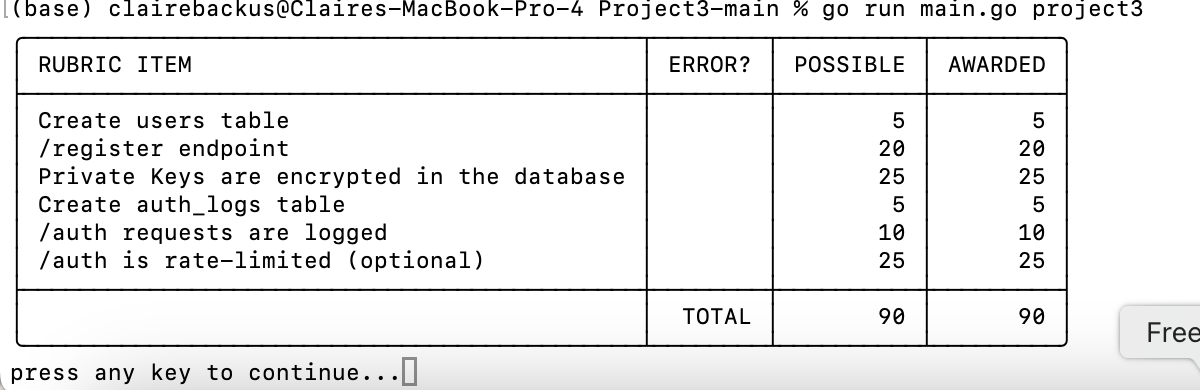 (base) clairebackus@Claires-MacBook-Pro-4 Project3-main % go run main.go project3
RUBRIC ITEM ERROR? POSSIBLE AWARDED
Create users table 5 5
/register endpoint 20 20
Private Keys are encrypted in the database 25 25
Create auth_logs table 5 5
/auth requests are logged 10 10
/auth is rate-limited (optional) 25 25
TOTAL 90 90
Free
press any key to continue...